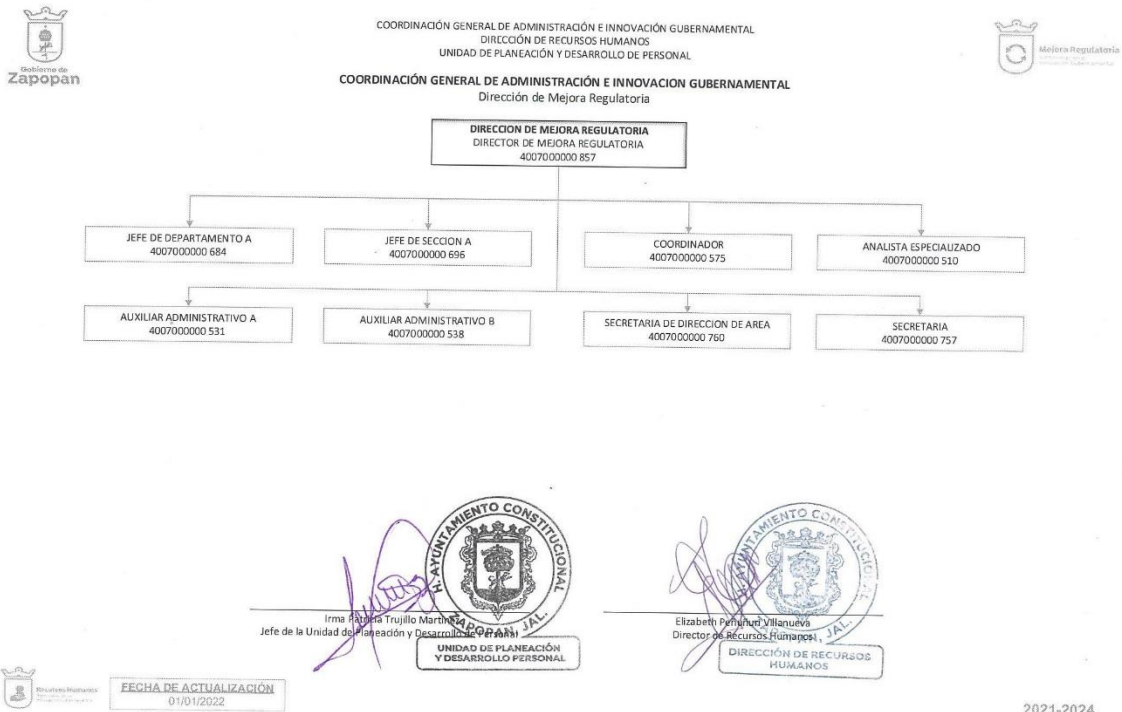 Gobierno de
Zapopan
COORDINACIÓN GENERAL DE ADMINISTRACIÓN E INNOVACIÓN GUBERNAMENTAL
DIRECCIÓN DE RECURSOS HUMANOS
UNIDAD DE PLANEACIÓN Y DESARROLLO DE PERSONAL
Mejora Regulatoria
COORDINACIÓN GENERAL DE ADMINISTRACIÓN E INNOVACION GUBERNAMENTAL
Dirección de Mejora Regulatoria
DIRECCION DE MEJORA REGULATORIA
DIRECTOR DE MEJORA REGULATORIA
4007000000 857
JEFE DE DEPARTAMENTO A
4007000000 684
JEFE DE SECCION A
4007000000 696
COORDINADOR
4007000000 575
ANALISTA ESPECIALIZADO
4007000000 510
AUXILIAR ADMINISTRATIVO A
4007000000 531
AUXILIAR ADMINISTRATIVO B
4007000000 538
SECRETARIA DE DIRECCION DE AREA
4007000000 760
SECRETARIA
4007000000 757
H. AYUNTAMIENTO CONSTITUCIONAL
ZAPOPAN, JAL.
Irma Patricia Trujillo Martínez
Jefe de la Unidad de Planeación y Desarrollo de Personal
UNIDAD DE PLANEACIÓN
Y DESARROLLO PERSONAL
H. AYUNTAMIENTO CONSTITUCIONAL
ZAPOPAN, JAL.
Elizabeth Villanueva
Director de Recursos Humanos
DIRECCIÓN DE RECURSOS
HUMANOS
Recursos Humanos
FECHA DE ACTUALIZACIÓN
01/01/2022
2021-2024